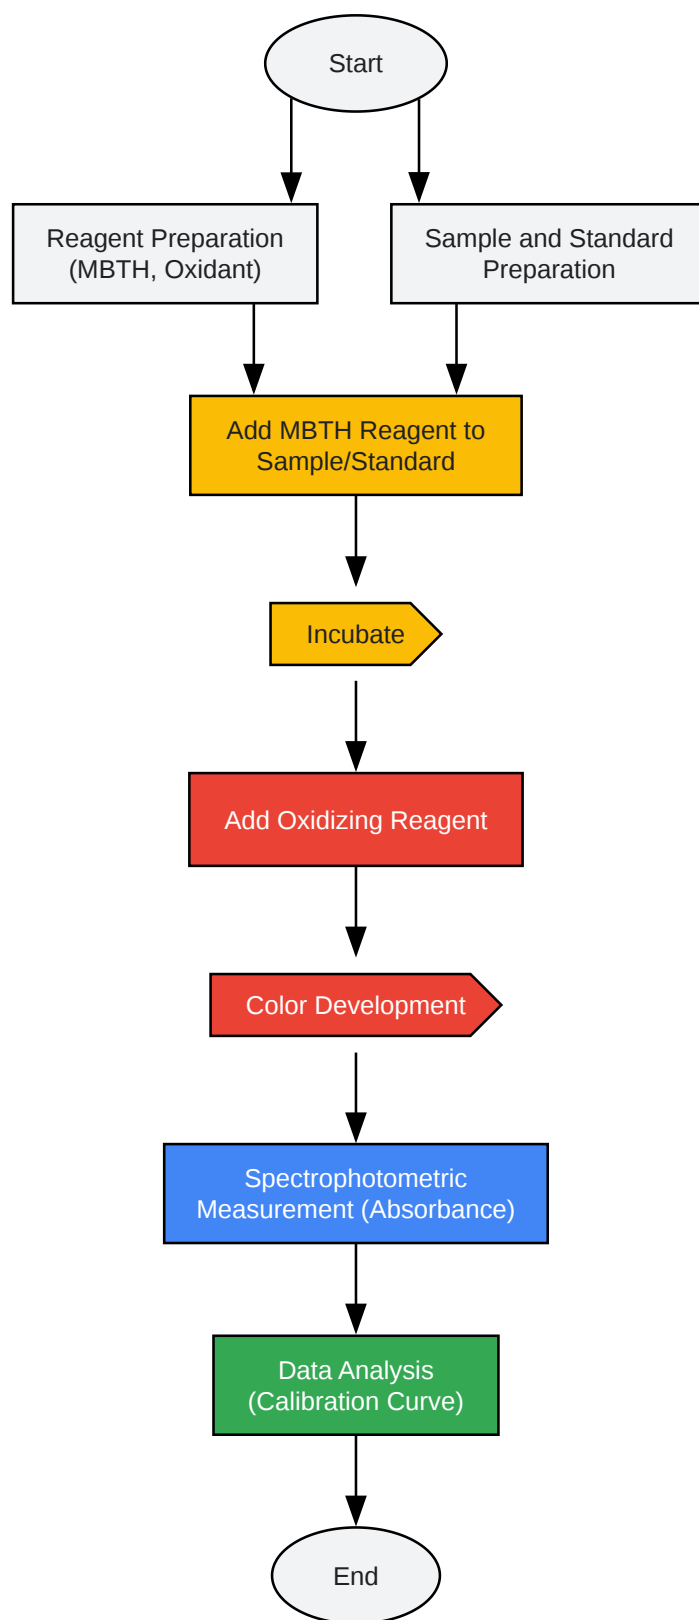 Start
Reagent Preparation
(MBTH, Oxidant)
Sample and Standard
Preparation
Add MBTH Reagent to
Sample/Standard
Incubate
Add Oxidizing Reagent
Color Development
Spectrophotometric
Measurement (Absorbance)
Data Analysis
(Calibration Curve)
End